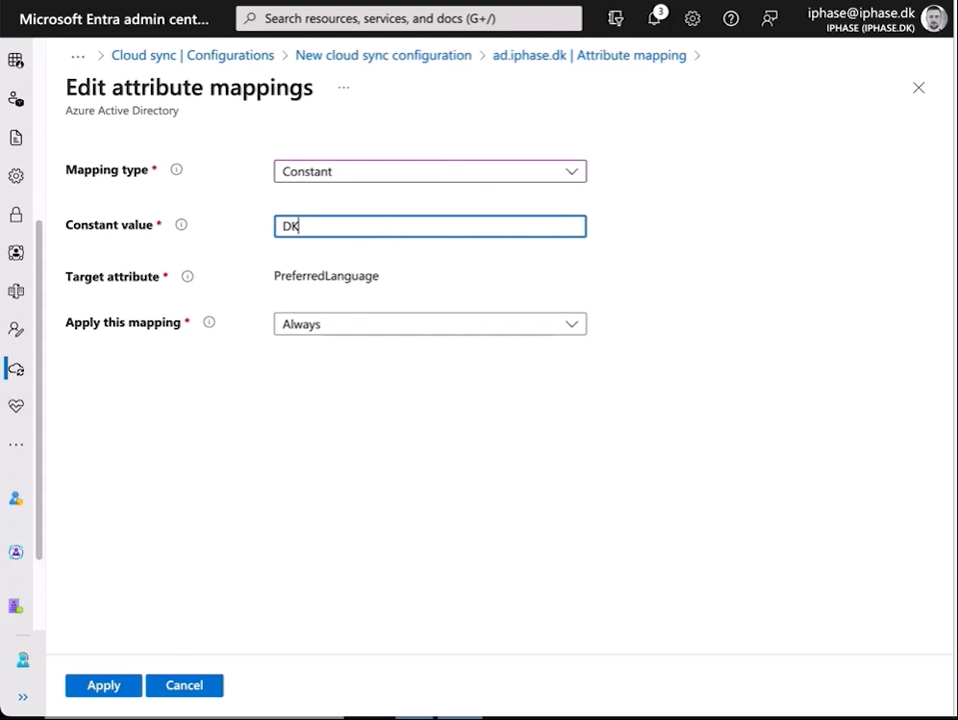 Microsoft Entra admin cent...
Search resources, services, and docs (G+/)
3
iphase@iphase.dk
IPHASE (IPHASE.DK)
... > Cloud sync | Configurations > New cloud sync configuration > ad.iphase.dk | Attribute mapping >
Edit attribute mappings ...
Azure Active Directory
Mapping type *
Constant
Constant value *
DK
Target attribute *
PreferredLanguage
Apply this mapping *
Always
Apply
Cancel